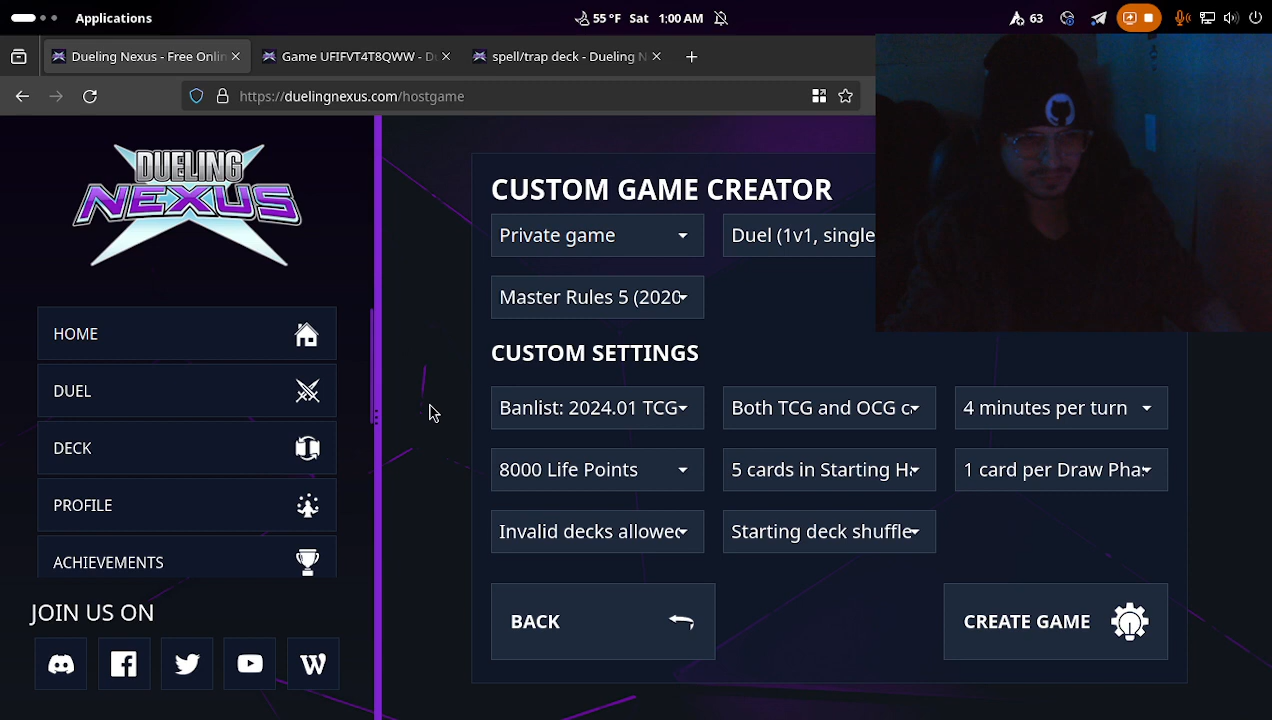 Applications
55 °F Sat 1:00 AM
63
Dueling Nexus - Free Onlin
Game UFIFVT4T8QWW - D
spell/trap deck - Dueling N
https://duelingnexus.com/hostgame
DUELING
NEXUS
HOME
DUEL
DECK
PROFILE
ACHIEVEMENTS
JOIN US ON
W
CUSTOM GAME CREATOR
Private game
Duel (1v1, single
Master Rules 5 (2020
CUSTOM SETTINGS
Banlist: 2024.01 TCG
Both TCG and OCG c
4 minutes per turn
8000 Life Points
5 cards in Starting H
1 card per Draw Pha
Invalid decks allowe
Starting deck shuffle
BACK
CREATE GAME